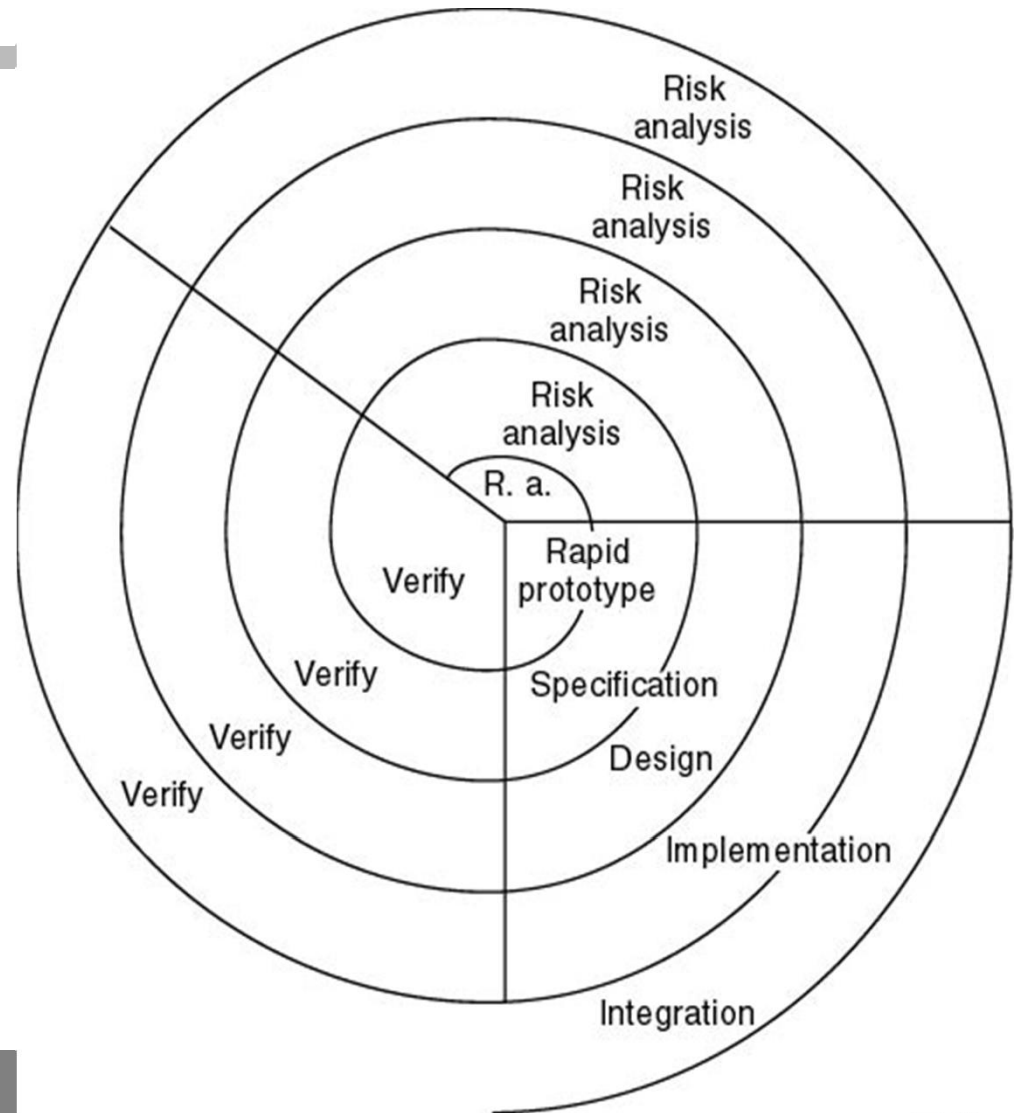 Risk
analysis
Risk
analysis
Risk
analysis
Risk
analysis
R. a.
Rapid
prototype
Verify
Verify
Specification
Verify
Design
Verify
Implementation
Integration